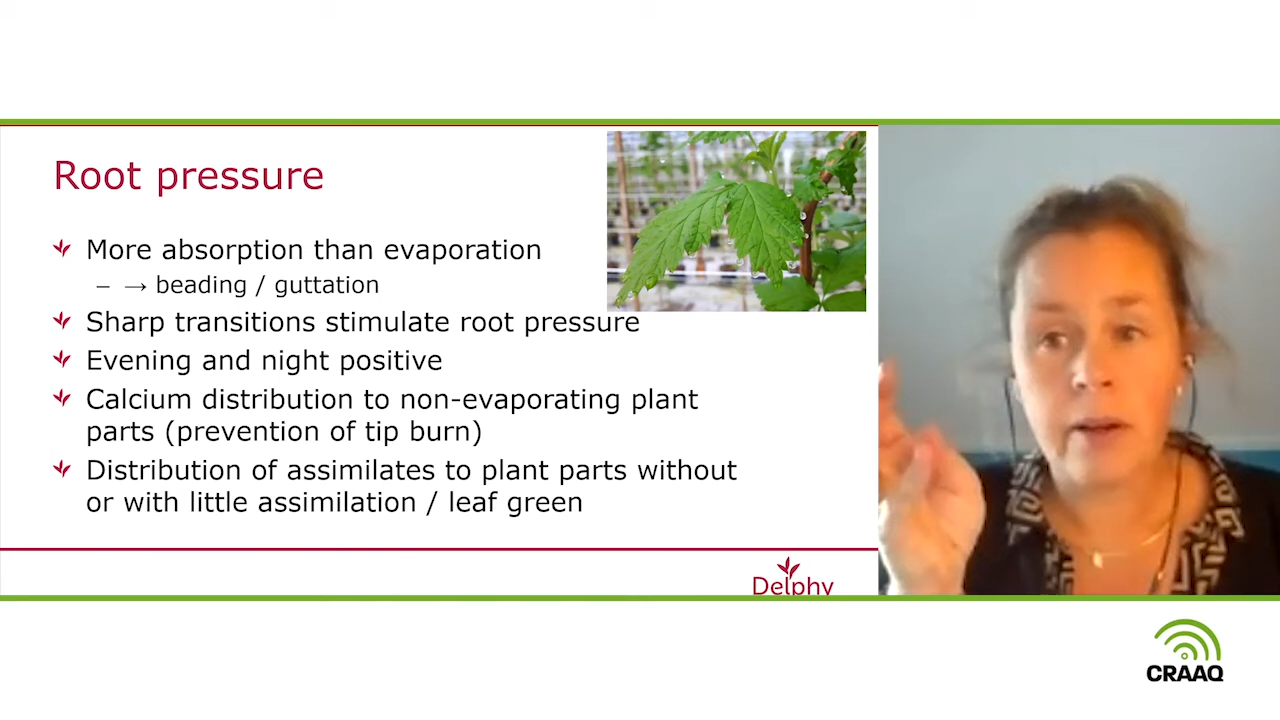 Root pressure
More absorption than evaporation
– → beading / guttation
Sharp transitions stimulate root pressure
Evening and night positive
Calcium distribution to non-evaporating plant
parts (prevention of tip burn)
Distribution of assimilates to plant parts without
or with little assimilation / leaf green
Delphy
CRAAQ